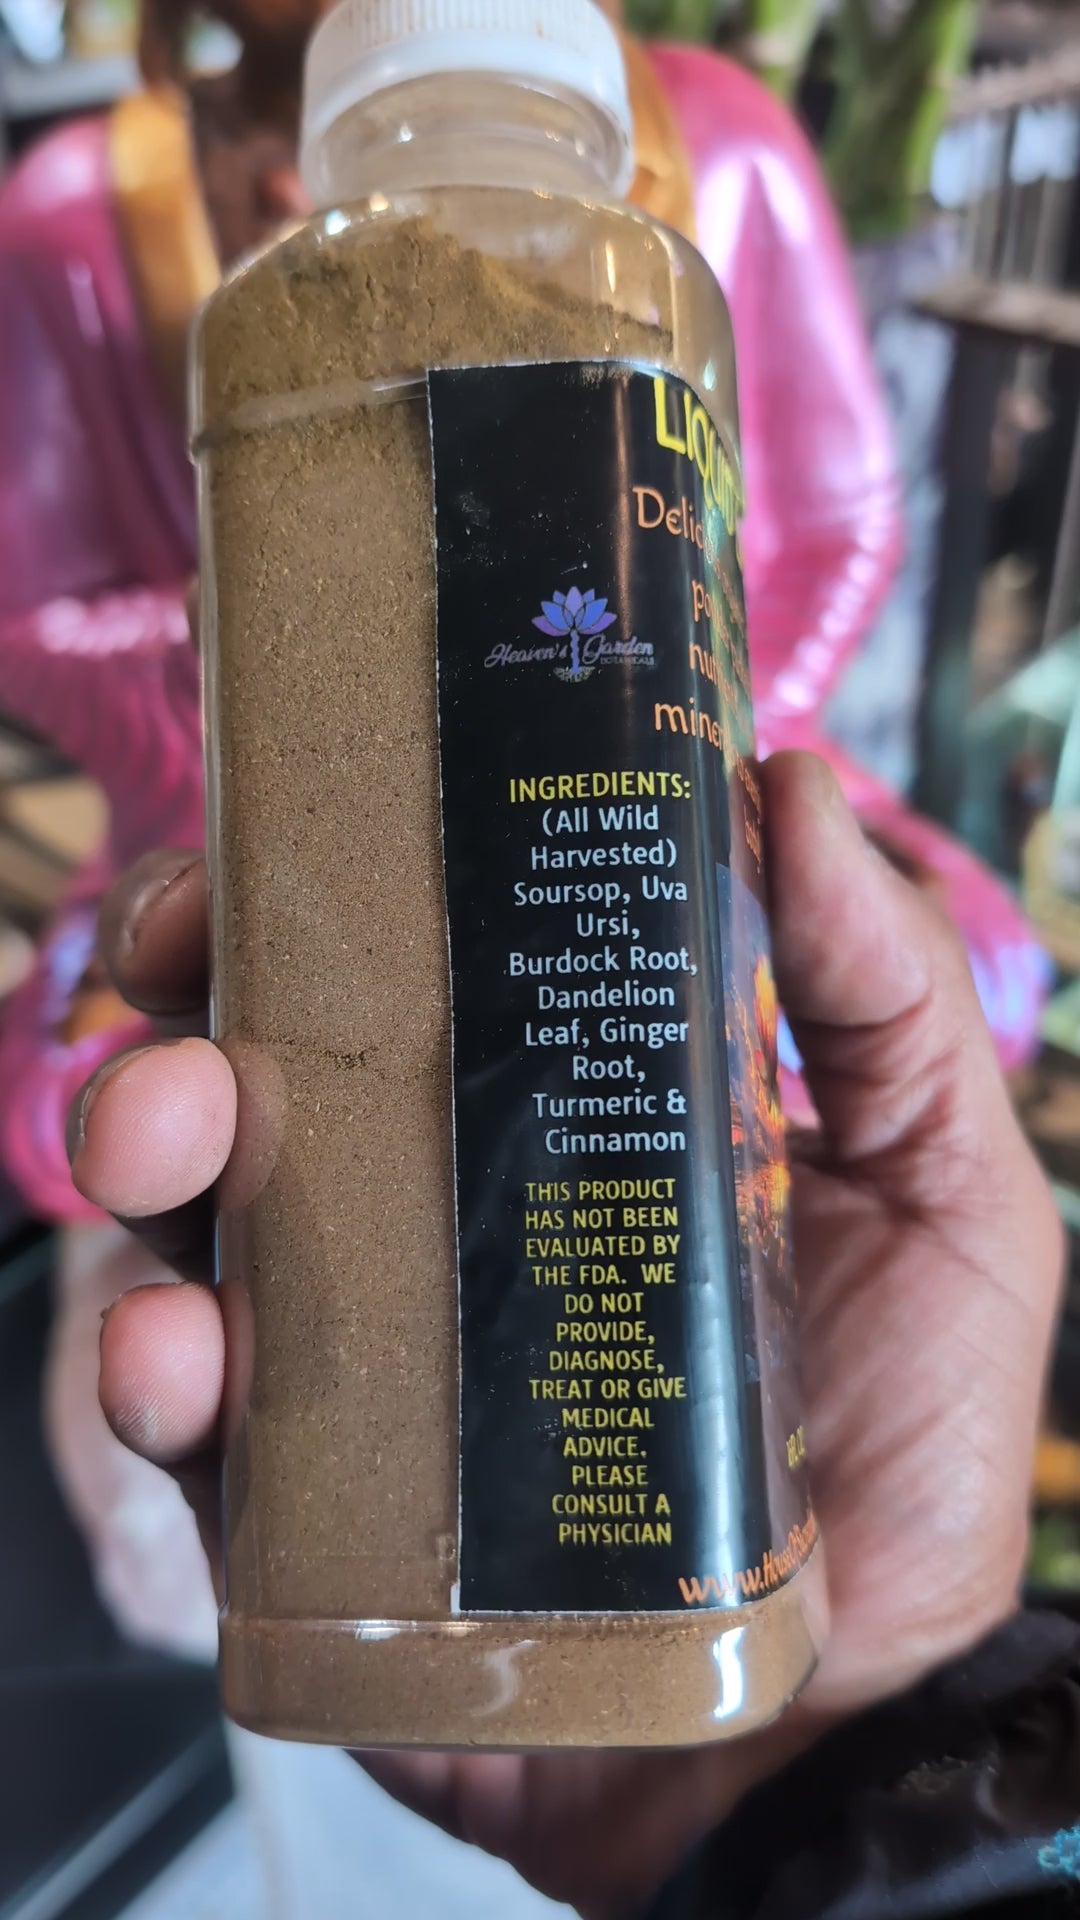 Heaven's Garden
BOTANICALS
INGREDIENTS:
(All Wild
Harvested)
Soursop, Uva
Ursi,
Burdock Root,
Dandelion
Leaf, Ginger
Root,
Turmeric &
Cinnamon
THIS PRODUCT
HAS NOT BEEN
EVALUATED BY
THE FDA. WE
DO NOT
PROVIDE,
DIAGNOSE,
TREAT OR GIVE
MEDICAL
ADVICE.
PLEASE
CONSULT A
PHYSICIAN